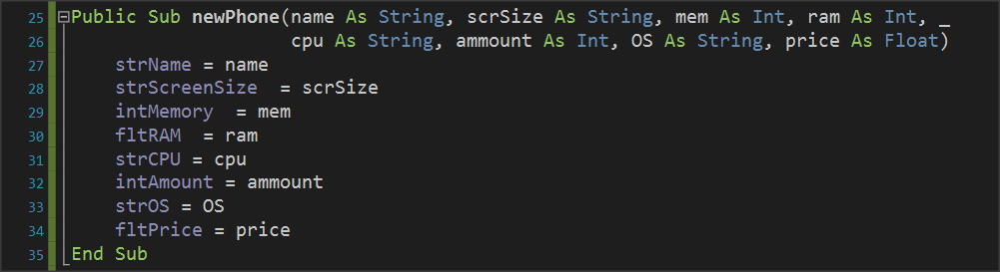 25 Public Sub newPhone(name As String, scrSize As String, mem As Int, ram As Int, _
26 cpu As String, ammount As Int, OS As String, price As Float)
27 strName = name
28 strScreenSize  = scrSize
29 intMemory  = mem
30 fltRAM  = ram
31 strCPU = cpu
32 intAmount = ammount
33 strOS = OS
34 fltPrice = price
35 End Sub